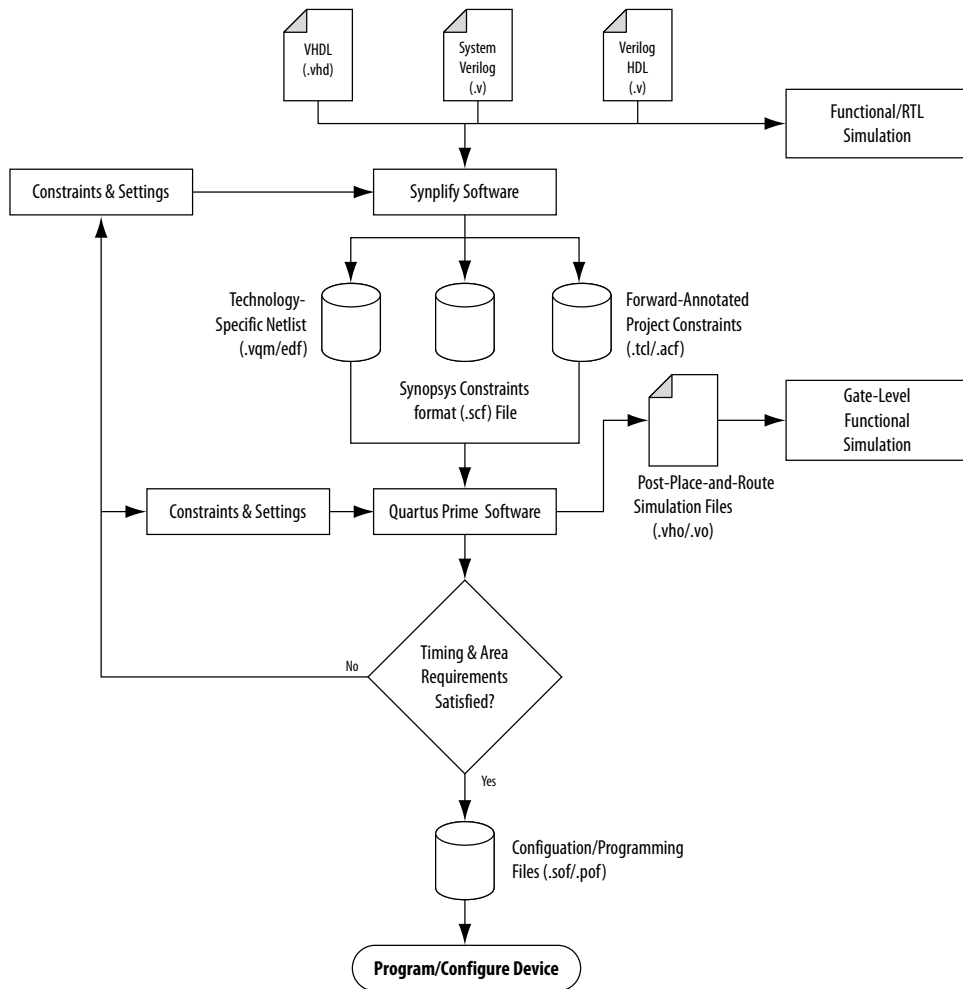 VHDL
(.vhd)
System
Verilog
(.v)
Verilog
HDL
(.v)
Functional/RTL
Simulation
Constraints & Settings
Synplify Software
Technology-
Specific Netlist
(.vqm/edf)
Synopsys Constraints
format (.scf) File
Forward-Annotated
Project Constraints
(.tcl/.acf)
Gate-Level
Functional
Simulation
Post-Place-and-Route
Simulation Files
(.vho/.vo)
Constraints & Settings
Quartus Prime Software
Timing & Area
Requirements
Satisfied?
No
Yes
Configuation/Programming
Files (.sof/.pof)
Program/Configure Device